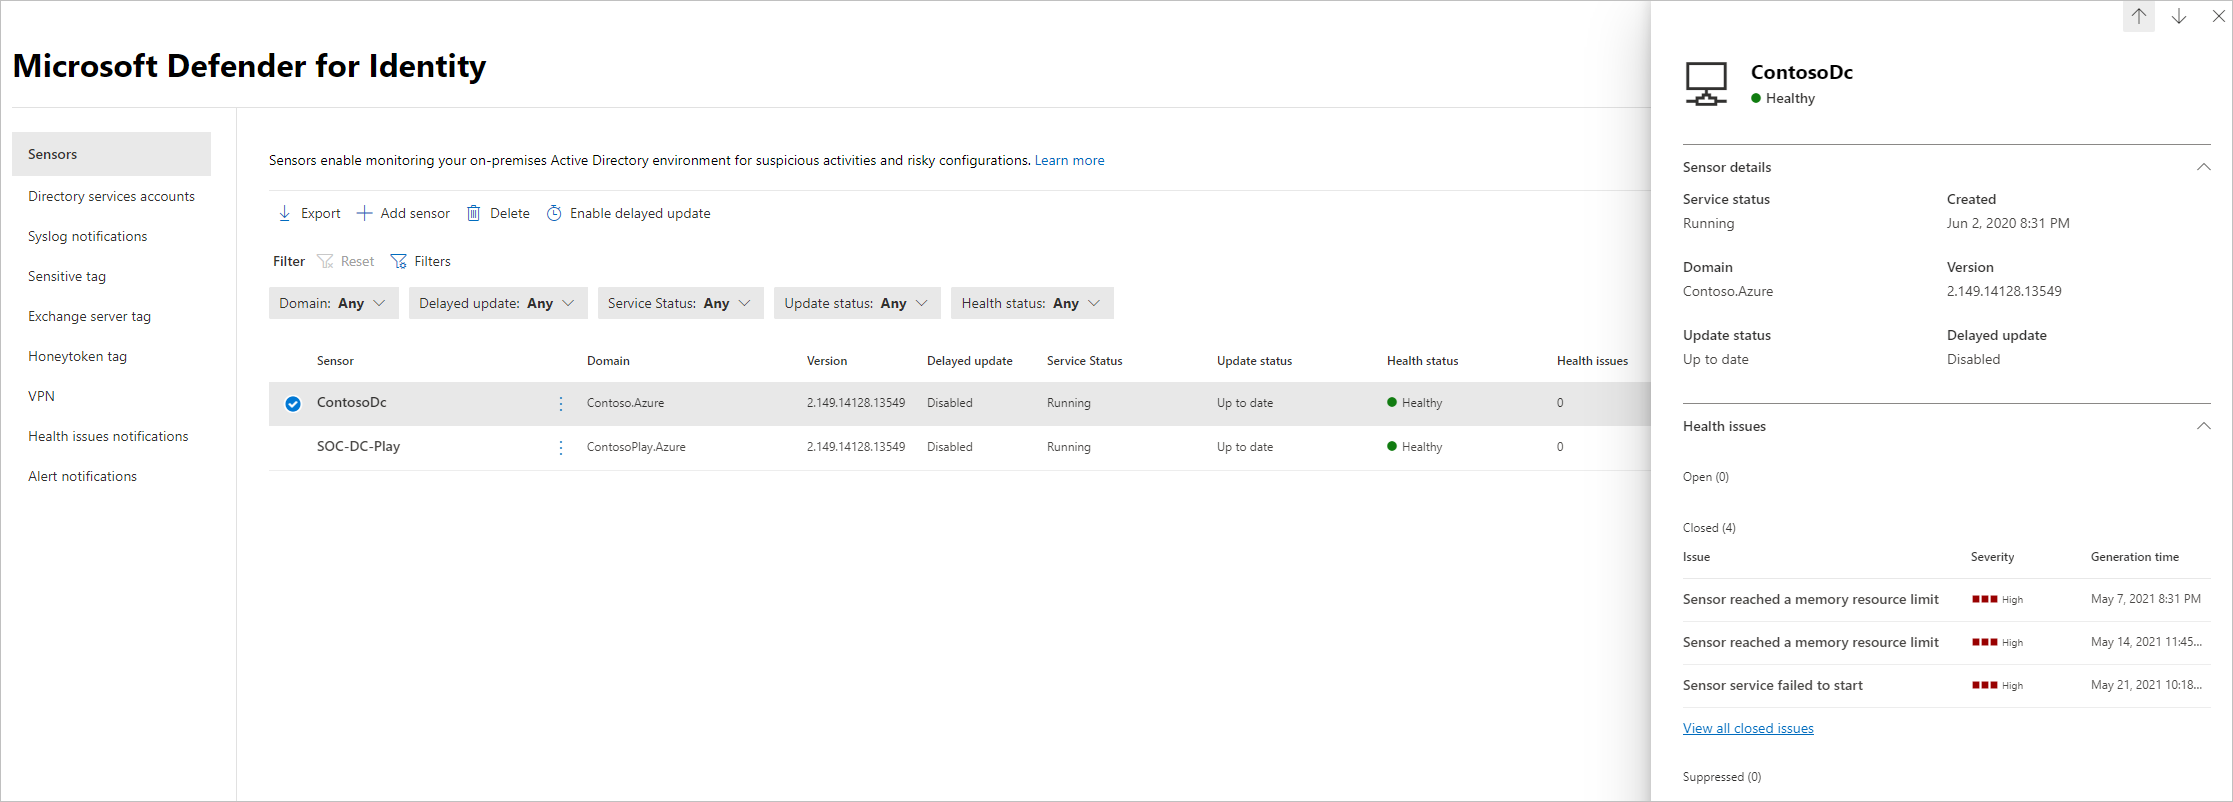 Microsoft Defender for Identity
Sensors
Directory services accounts
Syslog notifications
Sensitive tag
Exchange server tag
Honeytoken tag
VPN
Health issues notifications
Alert notifications
Sensors enable monitoring your on-premises Active Directory environment for suspicious activities and risky configurations. Learn more
Export Add sensor Delete Enable delayed update
Filter Reset Filters
Domain: Any Delayed update: Any Service Status: Any Update status: Any Health status: Any
Sensor Domain Version Delayed update Service Status Update status Health status Health issues
ContosoDc Contoso.Azure 2.149.14128.13549 Disabled Running Up to date Healthy 0
SOC-DC-Play ContosoPlay.Azure 2.149.14128.13549 Disabled Running Up to date Healthy 0
ContosoDc
Healthy
Sensor details
Service status Created
Running Jun 2, 2020 8:31 PM
Domain Version
Contoso.Azure 2.149.14128.13549
Update status Delayed update
Up to date Disabled
Health issues
Open (0)
Closed (4)
Issue Severity Generation time
Sensor reached a memory resource limit High May 7, 2021 8:31 PM
Sensor reached a memory resource limit High May 14, 2021 11:45...
Sensor service failed to start High May 21, 2021 10:18...
View all closed issues
Suppressed (0)